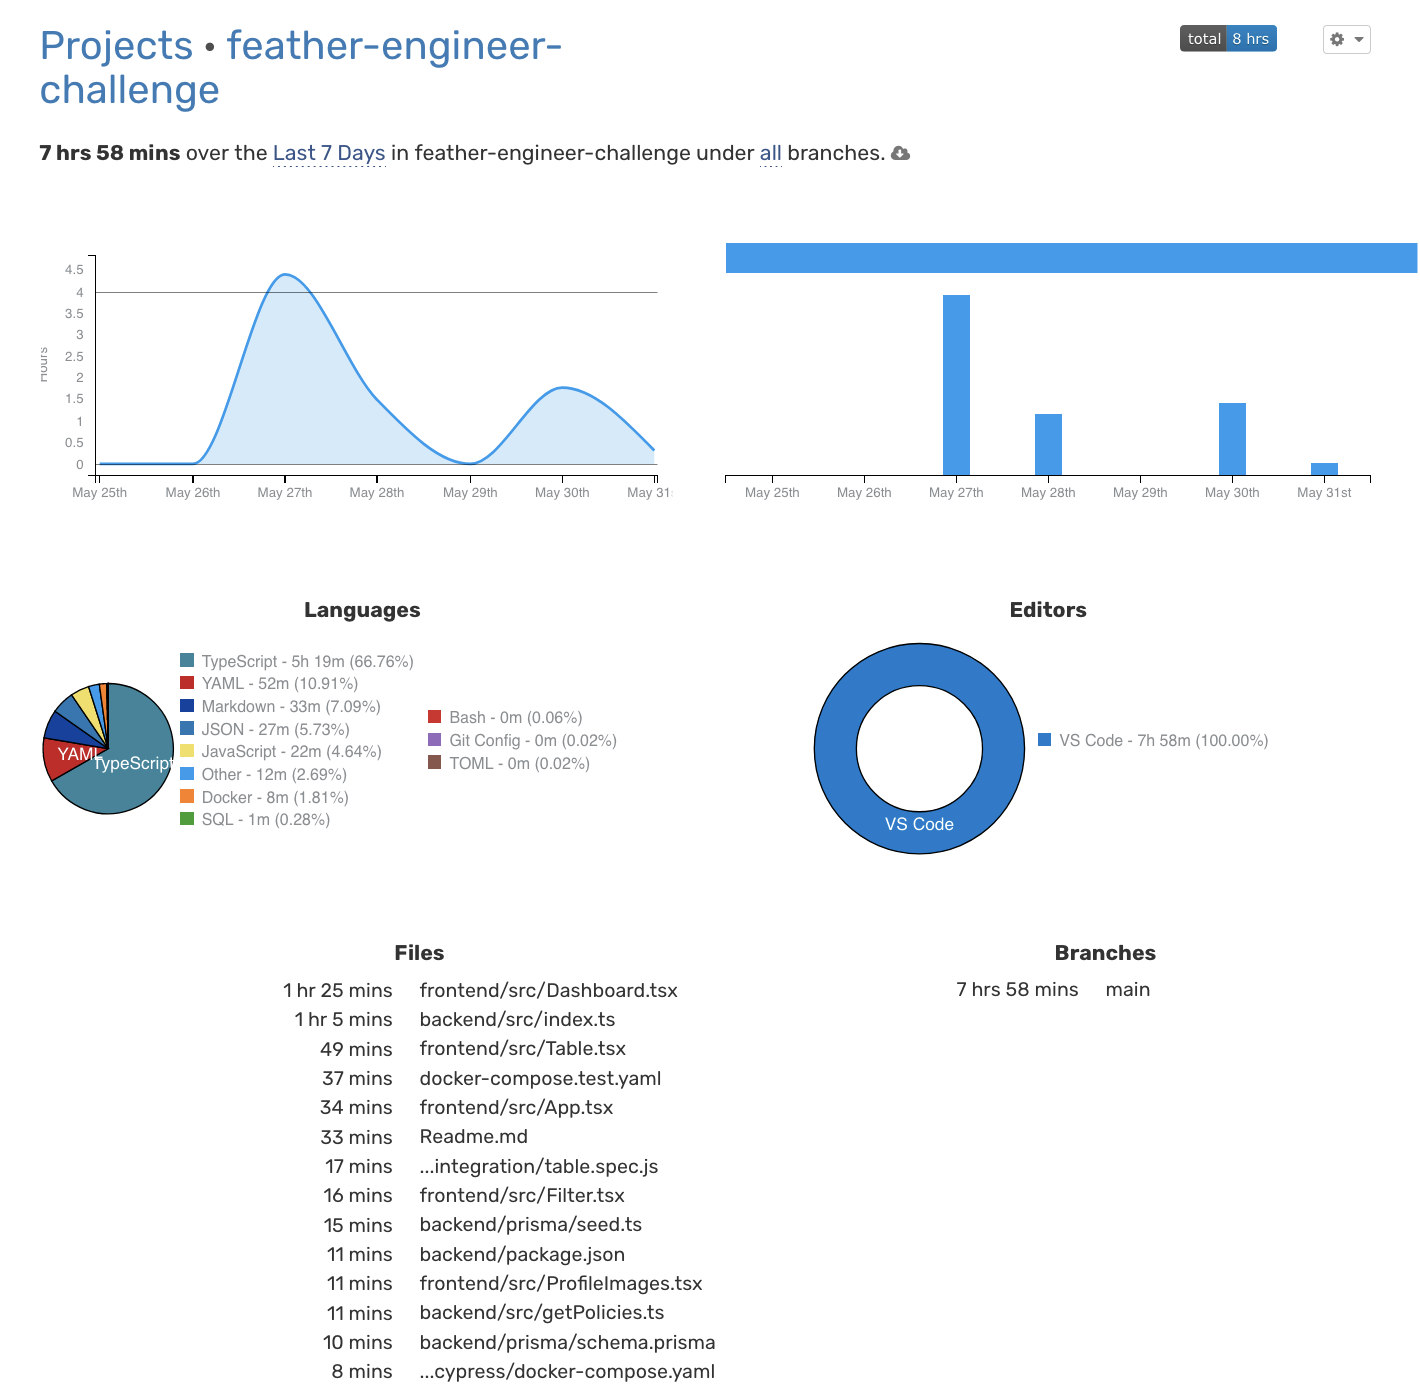 Projects • feather-engineer-
challenge
total 8 hrs
7 hrs 58 mins over the Last 7 Days in feather-engineer-challenge under all branches.
Hours
4.5
4
3.5
3
2.5
2
1.5
1
0.5
0
May 25th May 26th May 27th May 28th May 29th May 30th May 31s
May 25th May 26th May 27th May 28th May 29th May 30th May 31st
Languages
YAML
TypeScript
TypeScript - 5h 19m (66.76%)
YAML - 52m (10.91%)
Markdown - 33m (7.09%)
JSON - 27m (5.73%)
JavaScript - 22m (4.64%)
Other - 12m (2.69%)
Docker - 8m (1.81%)
SQL - 1m (0.28%)
Bash - 0m (0.06%)
Git Config - 0m (0.02%)
TOML - 0m (0.02%)
Editors
VS Code
VS Code - 7h 58m (100.00%)
Files
1 hr 25 mins frontend/src/Dashboard.tsx
1 hr 5 mins backend/src/index.ts
49 mins frontend/src/Table.tsx
37 mins docker-compose.test.yaml
34 mins frontend/src/App.tsx
33 mins Readme.md
17 mins ...integration/table.spec.js
16 mins frontend/src/Filter.tsx
15 mins backend/prisma/seed.ts
11 mins backend/package.json
11 mins frontend/src/ProfileImages.tsx
11 mins backend/src/getPolicies.ts
10 mins backend/prisma/schema.prisma
8 mins ...cypress/docker-compose.yaml
Branches
7 hrs 58 mins main